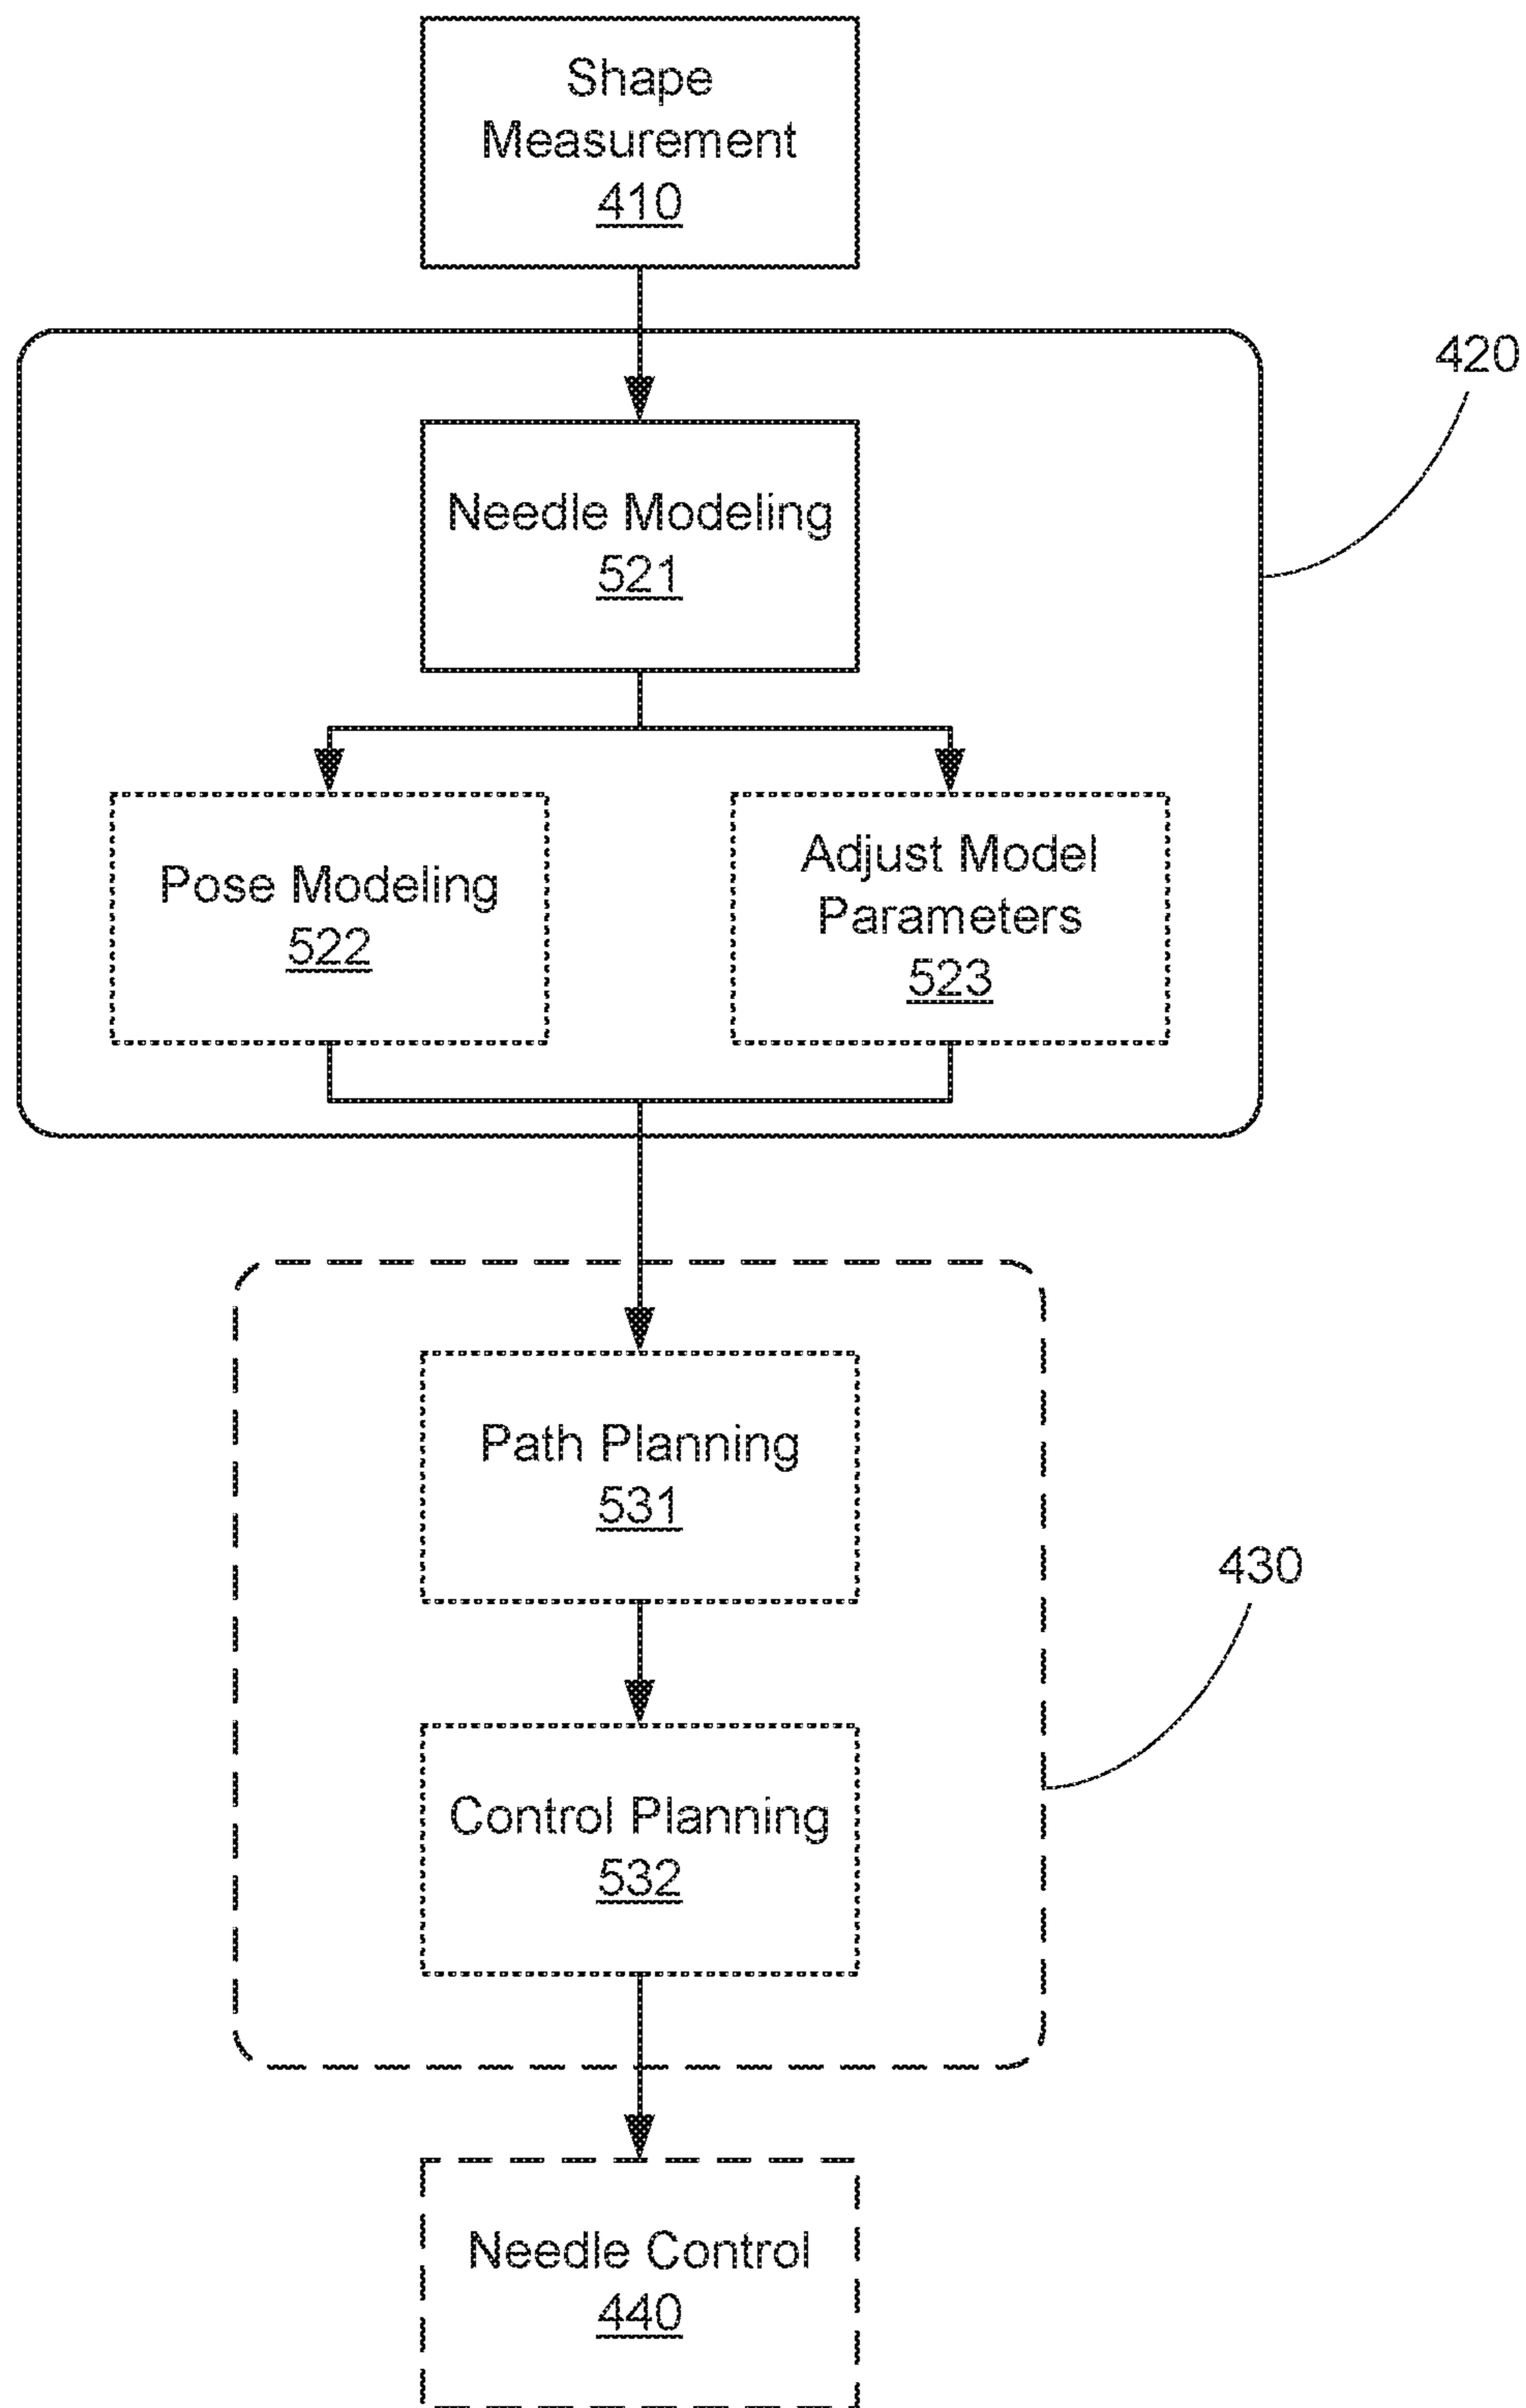 Shape
Measurement
410
420
Needle Modeling
521
Pose Modeling
522
Adjust Model
Parameters
523
Path Planning
531
430
Control Planning
532
Needle Control
440